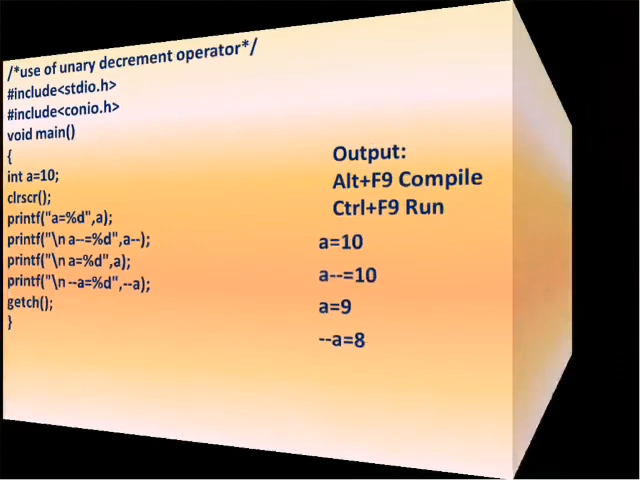 /*use of unary decrement operator*/
#include<stdio.h>
#include<conio.h>
void main()
{
int a=10;
clrscr();
printf("a=%d",a);
printf("\n a--=%d",a--);
printf("\n a=%d",a);
printf("\n --a=%d",--a);
getch();
}
Output:
Alt+F9 Compile
Ctrl+F9 Run
a=10
a--=10
a=9
--a=8